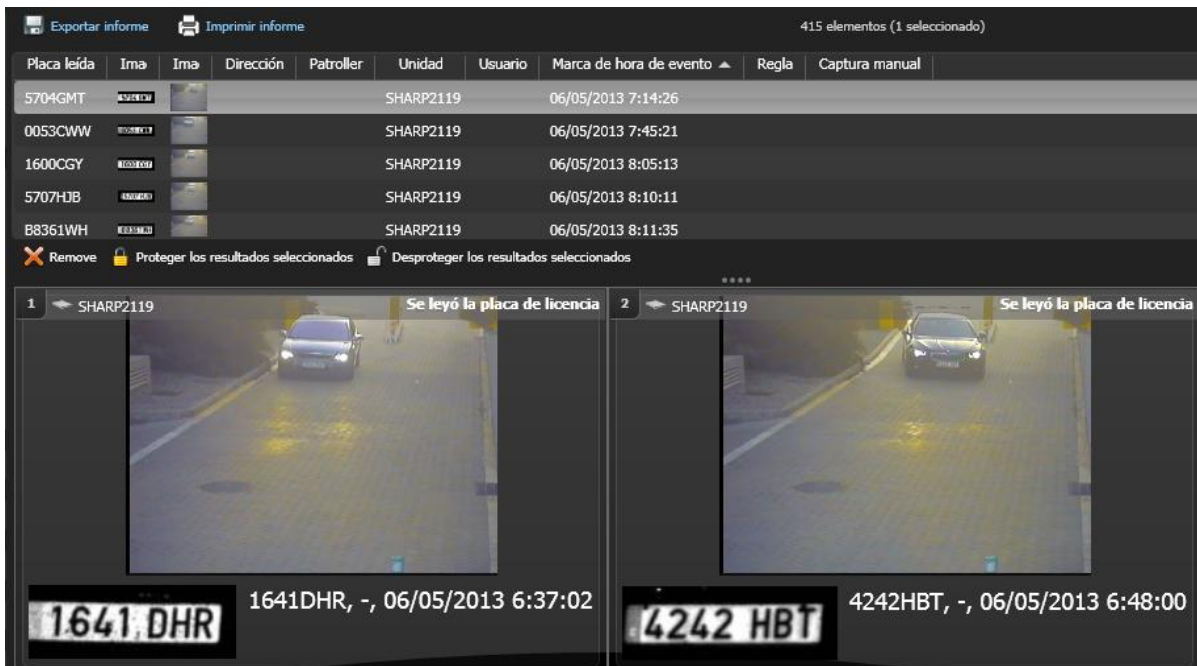 Exportar informe Imprimir informe 415 elementos (1 seleccionado)
Placa leída Ima Ima Dirección Patroller Unidad Usuario Marca de hora de evento Regla Captura manual
5704GMT SHARP2119 06/05/2013 7:14:26
0053CWW SHARP2119 06/05/2013 7:45:21
1600CGY SHARP2119 06/05/2013 8:05:13
5707HJB SHARP2119 06/05/2013 8:10:11
B8361WH SHARP2119 06/05/2013 8:11:35
Remove Proteger los resultados seleccionados Desproteger los resultados seleccionados
1 SHARP2119 Se leyó la placa de licencia
2 SHARP2119 Se leyó la placa de licencia
1641 DHR
1641DHR, -, 06/05/2013 6:37:02
4242 HBT
4242HBT, -, 06/05/2013 6:48:00